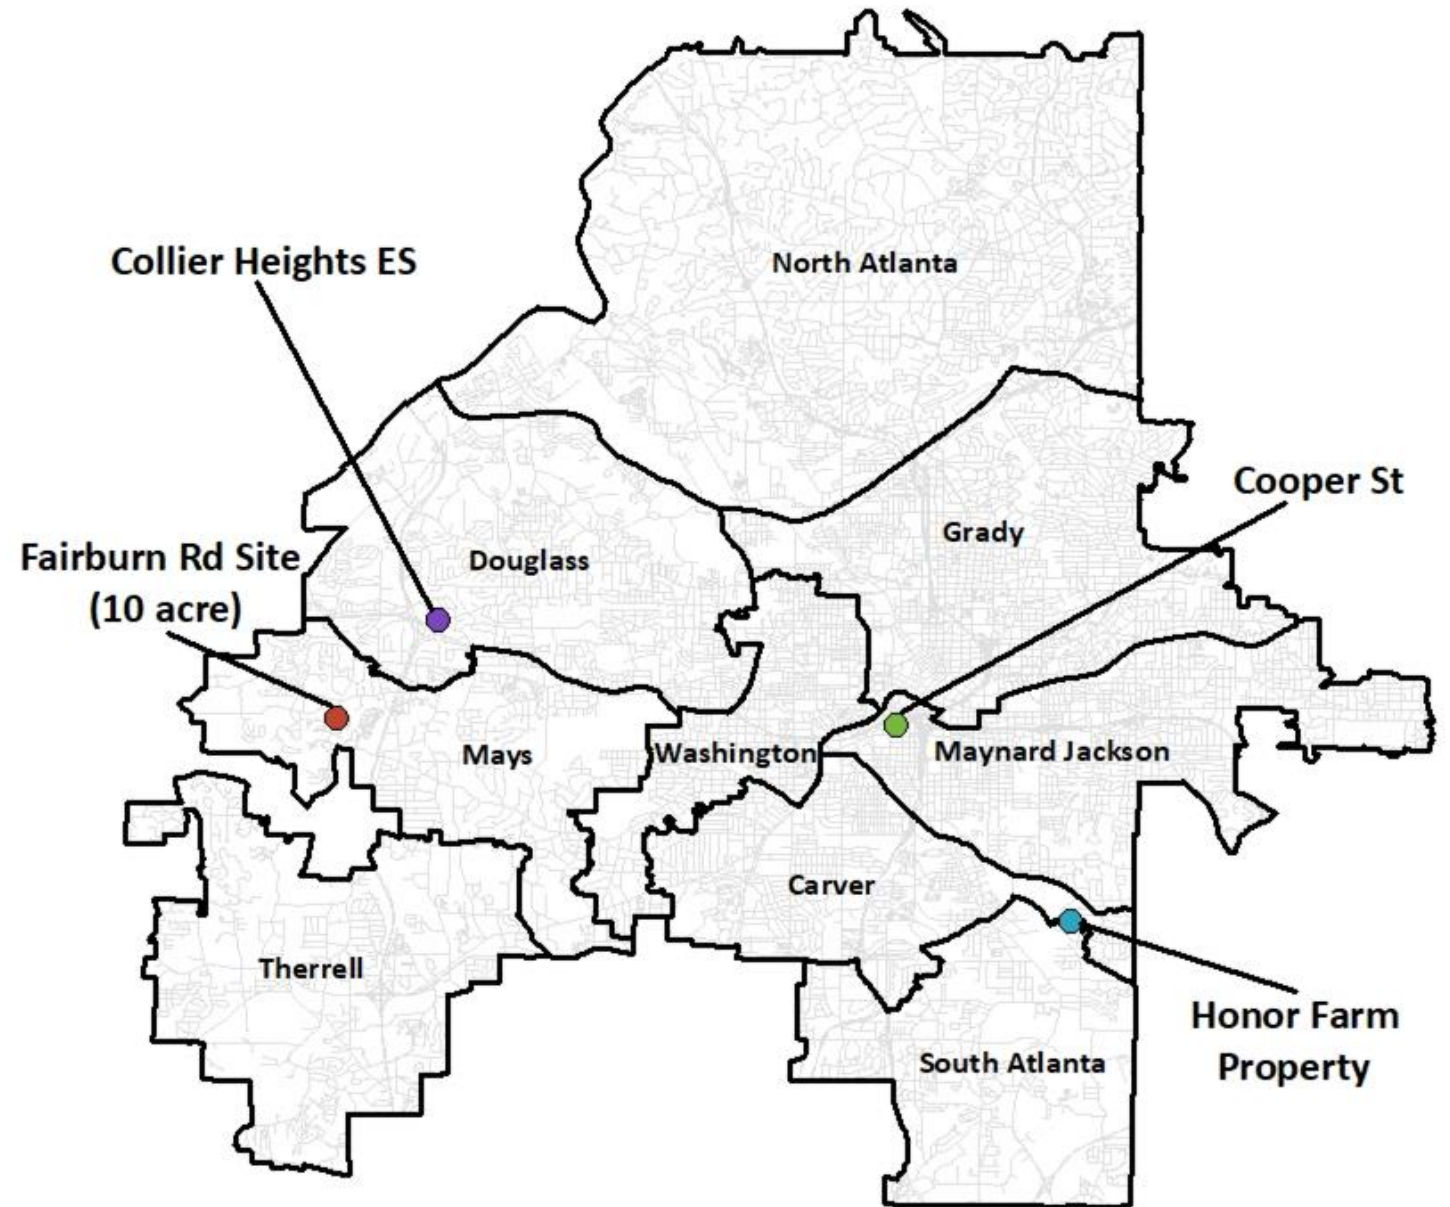 North Atlanta
Collier Heights ES
Cooper St
Grady
Fairburn Rd Site
(10 acre)
Douglass
Mays
Washington
Maynard Jackson
Carver
Therrell
Honor Farm
Property
South Atlanta